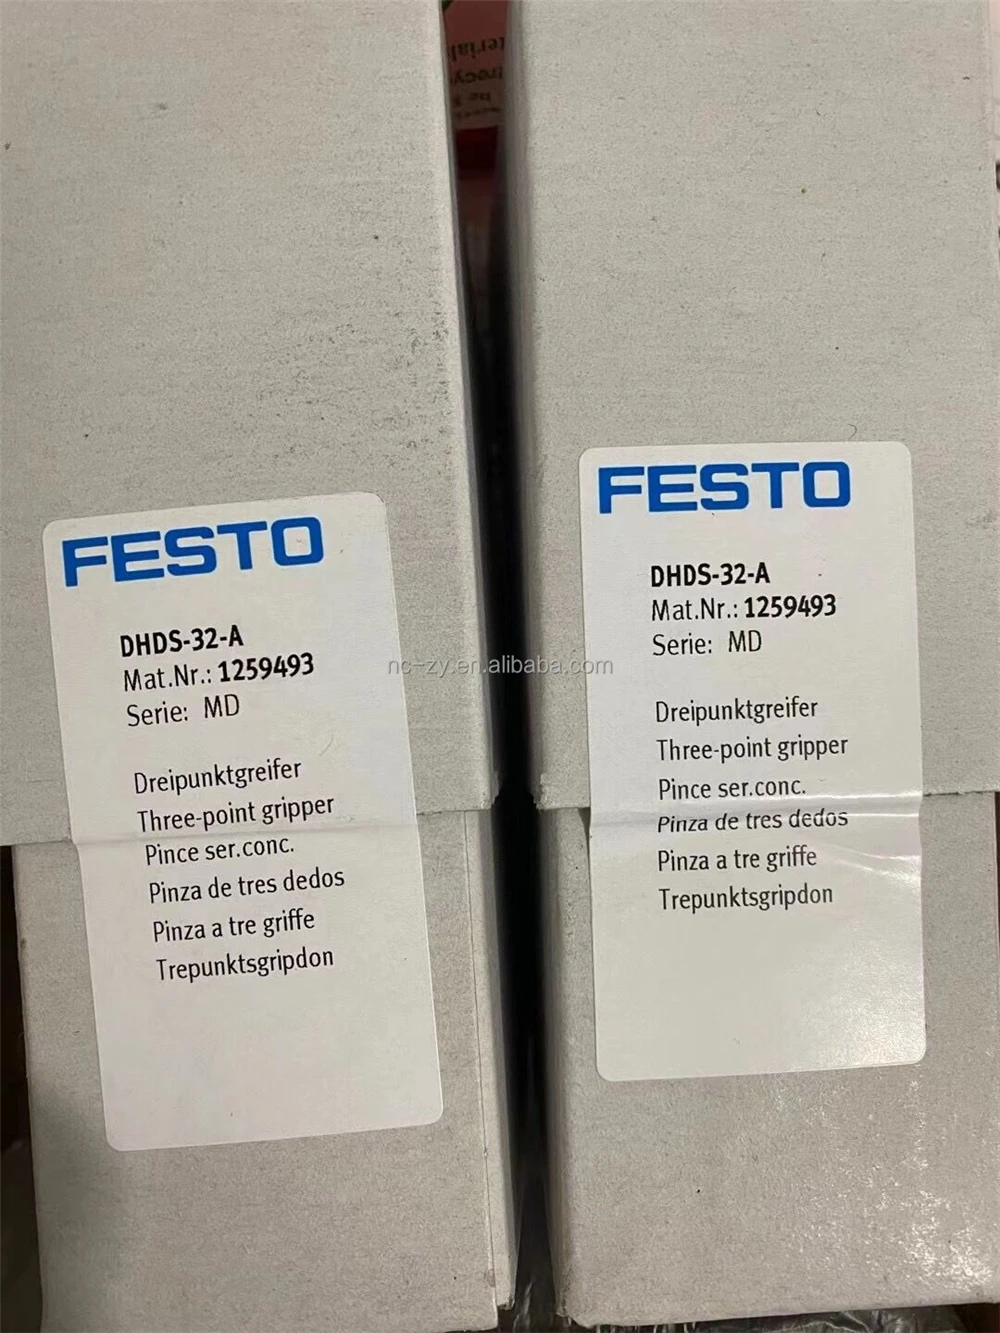 FESTO
DHDS-32-A
Mat.Nr.: 1259493
Serie: MD
Dreipunktgreifer
Three-point gripper
Pince ser.conc.
Pinza de tres dedos
Pinza a tre griffe
Trepunktsgripdon
FESTO
DHDS-32-A
Mat.Nr.: 1259493
Serie: MD
Dreipunktgreifer
Three-point gripper
Pince ser.conc.
Pinza de tres dedos
Pinza a tre griffe
Trepunktsgripdon
nc-zy.en.alibaba.com